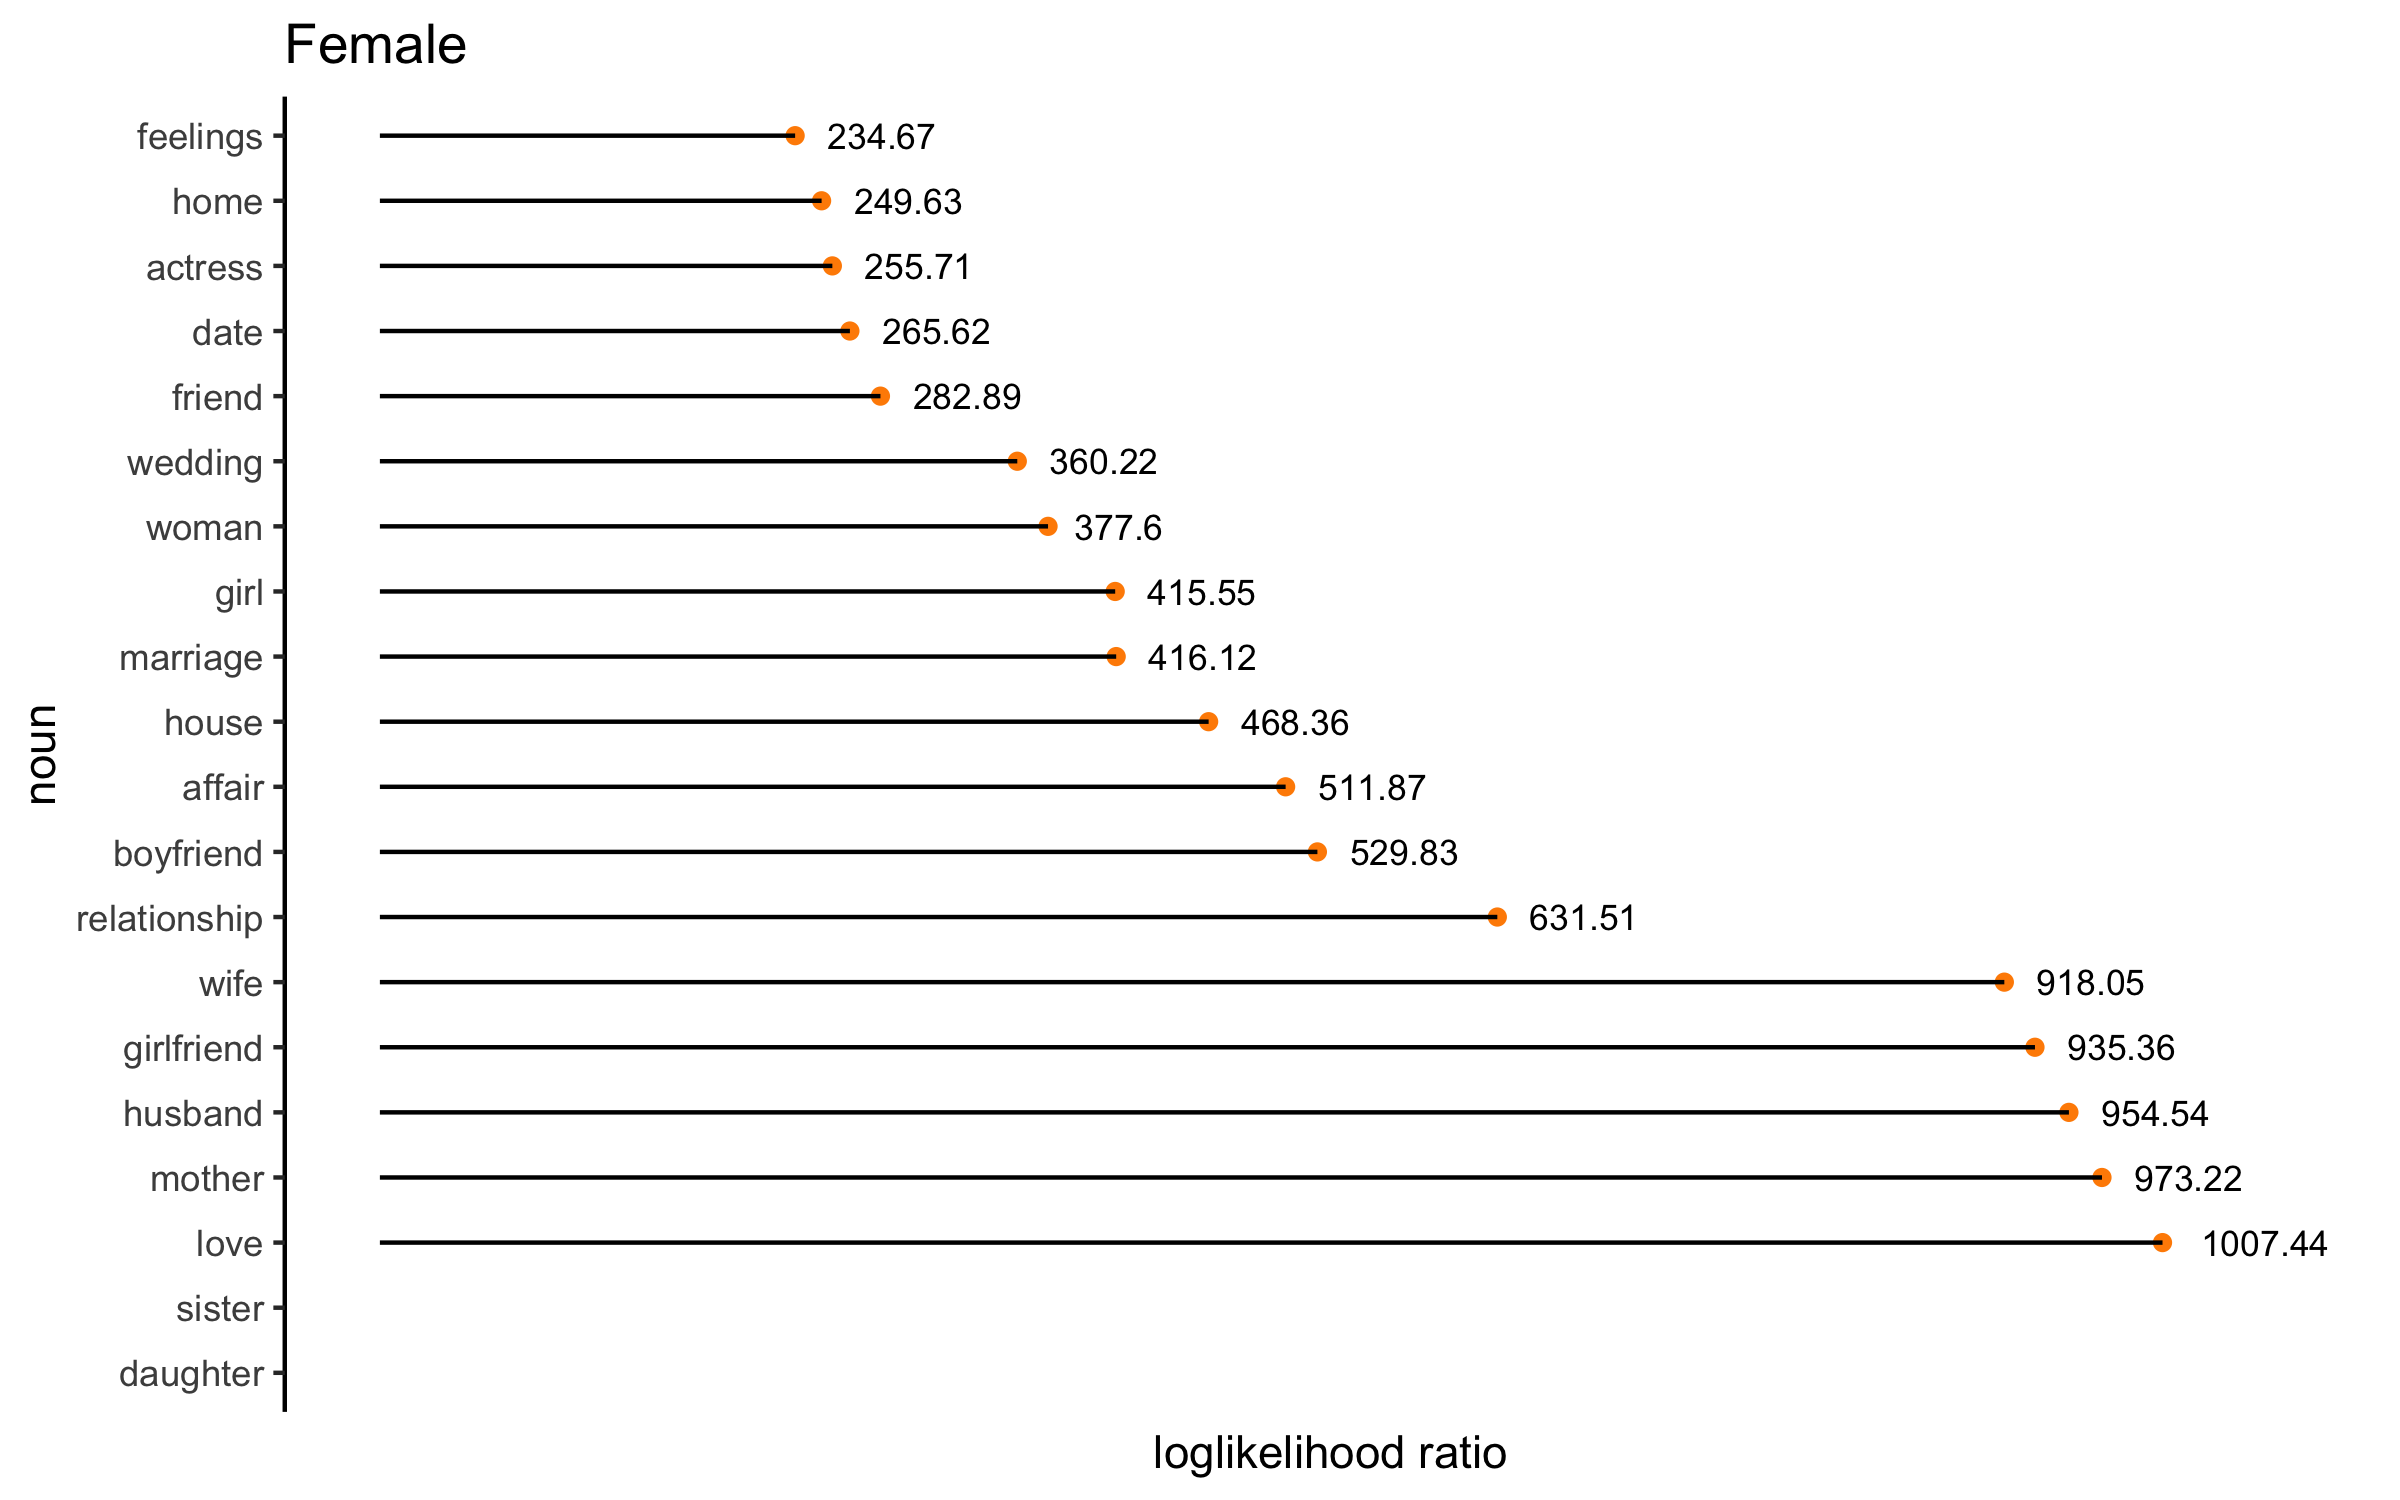 Female
feelings 234.67
home 249.63
actress 255.71
date 265.62
friend 282.89
wedding 360.22
woman 377.6
girl 415.55
marriage 416.12
house 468.36
affair 511.87
boyfriend 529.83
relationship 631.51
wife 918.05
girlfriend 935.36
husband 954.54
mother 973.22
love 1007.44
sister
daughter
noun
loglikelihood ratio